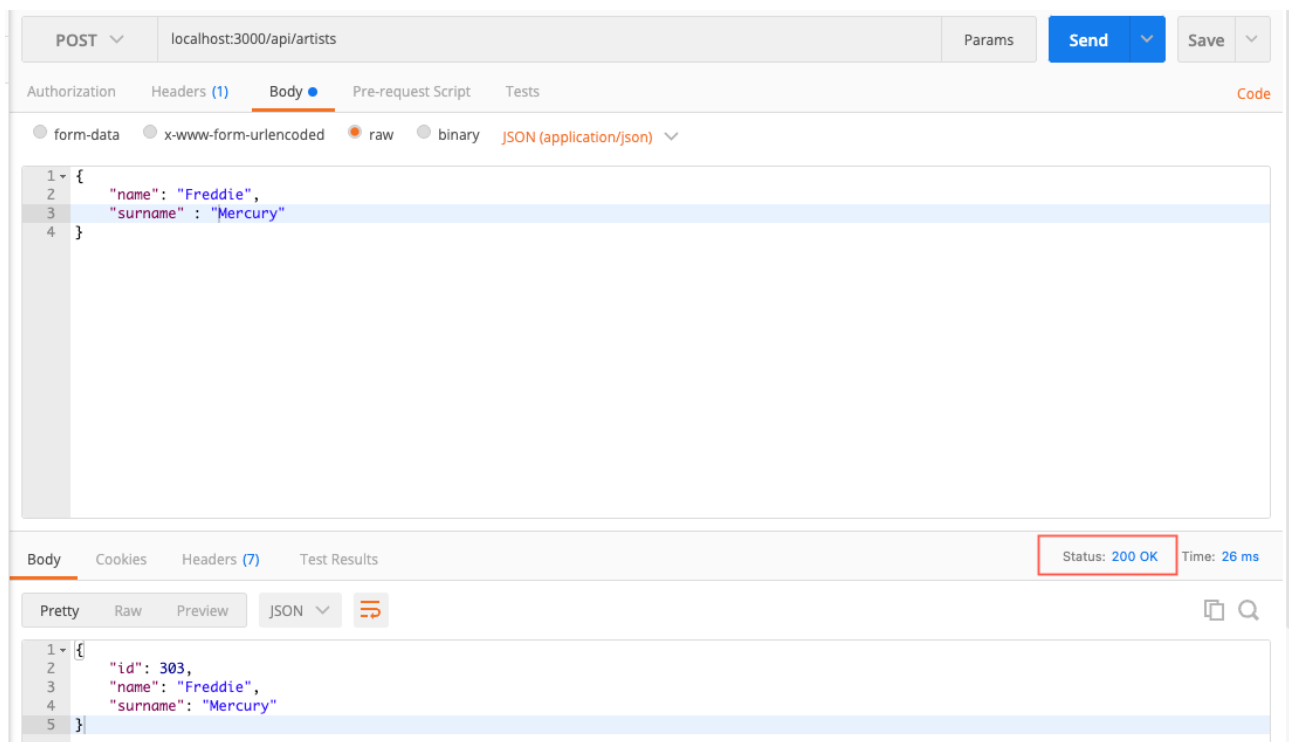 POST localhost:3000/api/artists Params Send Save
Authorization Headers (1) Body Pre-request Script Tests Code
form-data x-www-form-urlencoded raw binary JSON (application/json)
1 {
2 "name": "Freddie",
3 "surname" : "Mercury"
4 }
Body Cookies Headers (7) Test Results Status: 200 OK Time: 26 ms
Pretty Raw Preview JSON
1 {
2 "id": 303,
3 "name": "Freddie",
4 "surname": "Mercury"
5 }